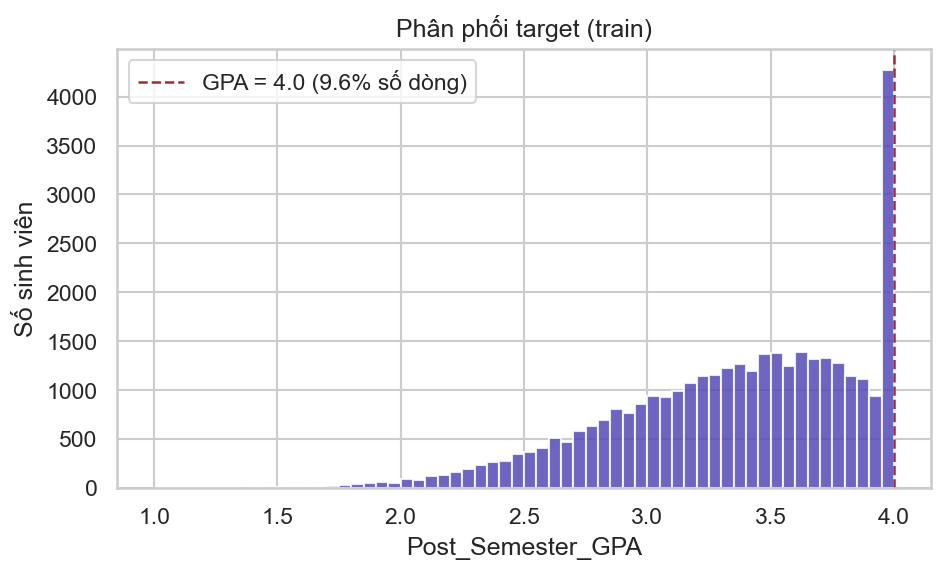 Phân phối target (train)
GPA = 4.0 (9.6% số dòng)
Số sinh viên
4000
3500
3000
2500
2000
1500
1000
500
0
1.0 1.5 2.0 2.5 3.0 3.5 4.0
Post_Semester_GPA